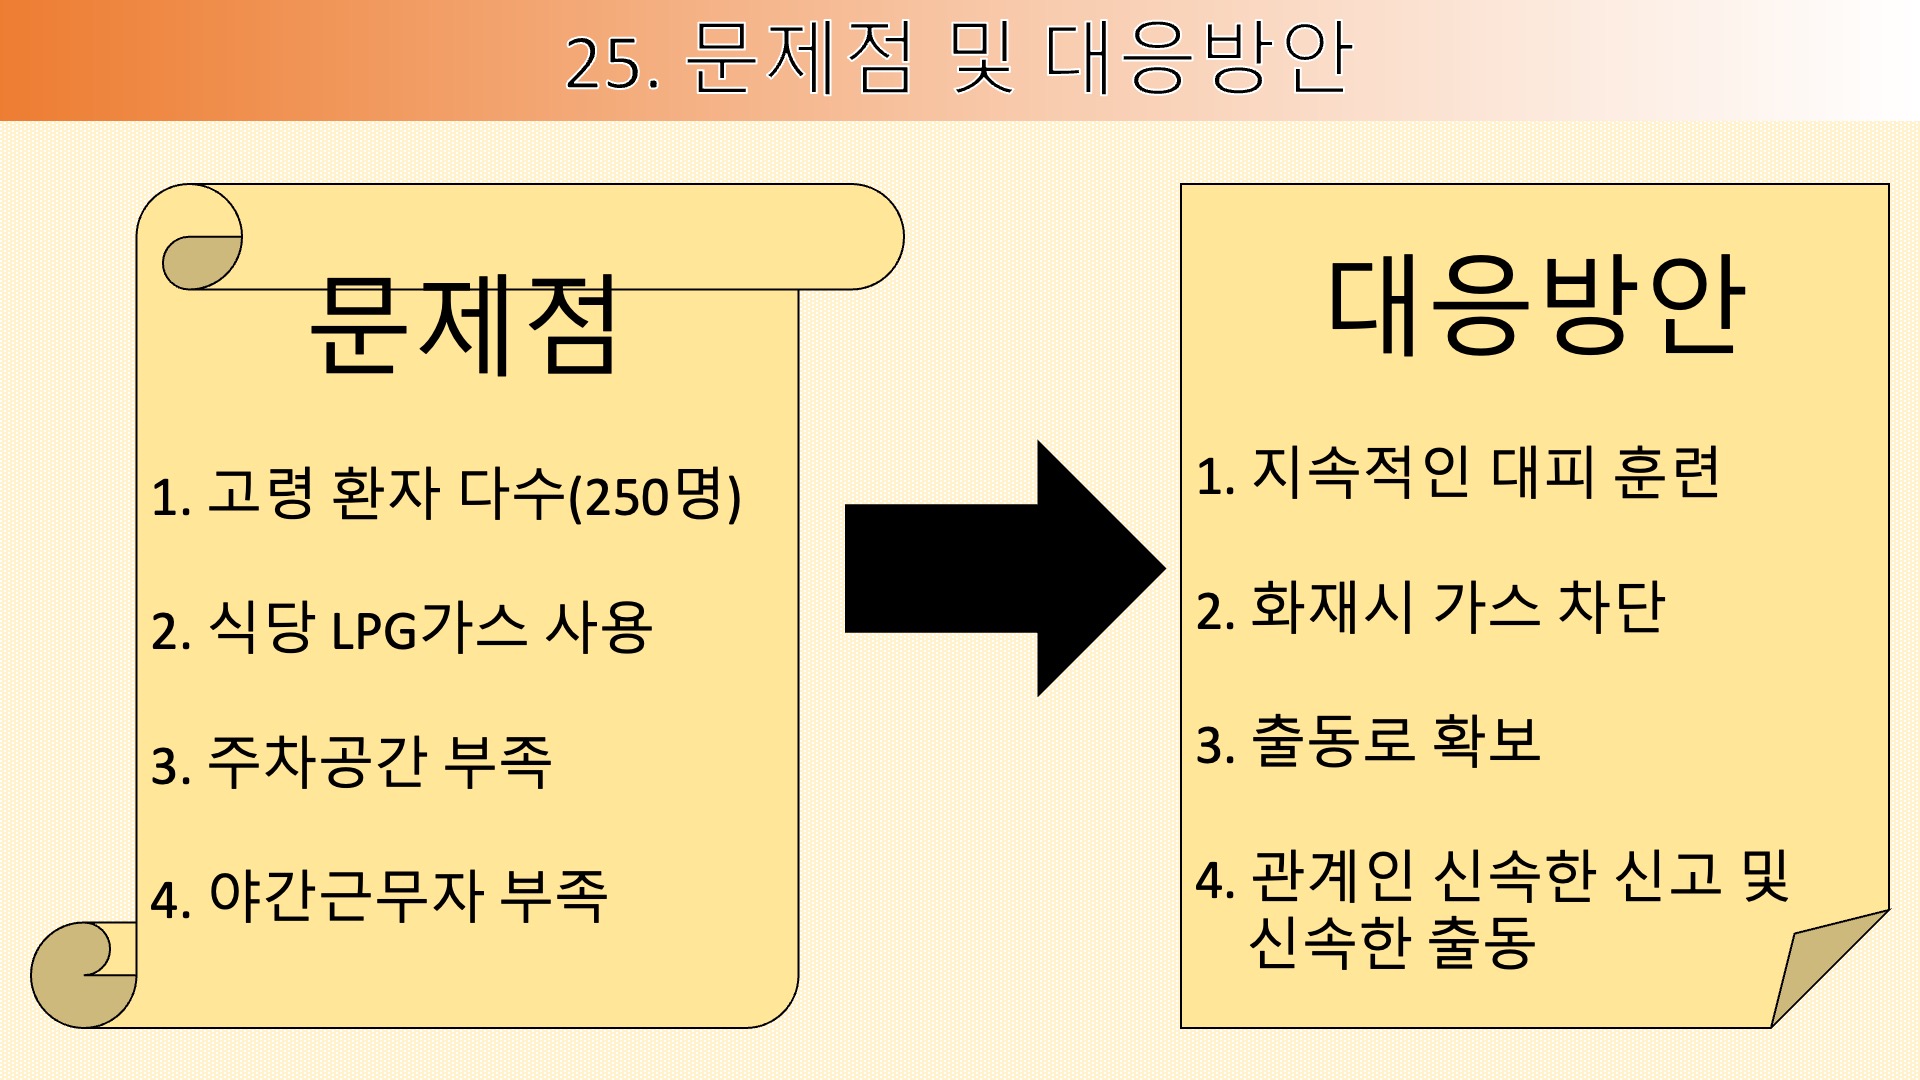 25. 문제점 및 대응방안
문제점
1. 고령 환자 다수(250명)
2. 식당 LPG가스 사용
3. 주차공간 부족
4. 야간근무자 부족
대응방안
1. 지속적인 대피 훈련
2. 화재시 가스 차단
3. 출동로 확보
4. 관계인 신속한 신고 및
신속한 출동